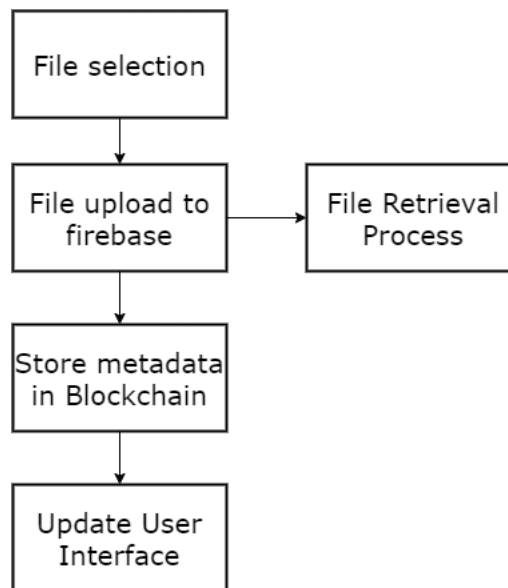 File selection
File upload to
firebase
File Retrieval
Process
Store metadata
in Blockchain
Update User
Interface